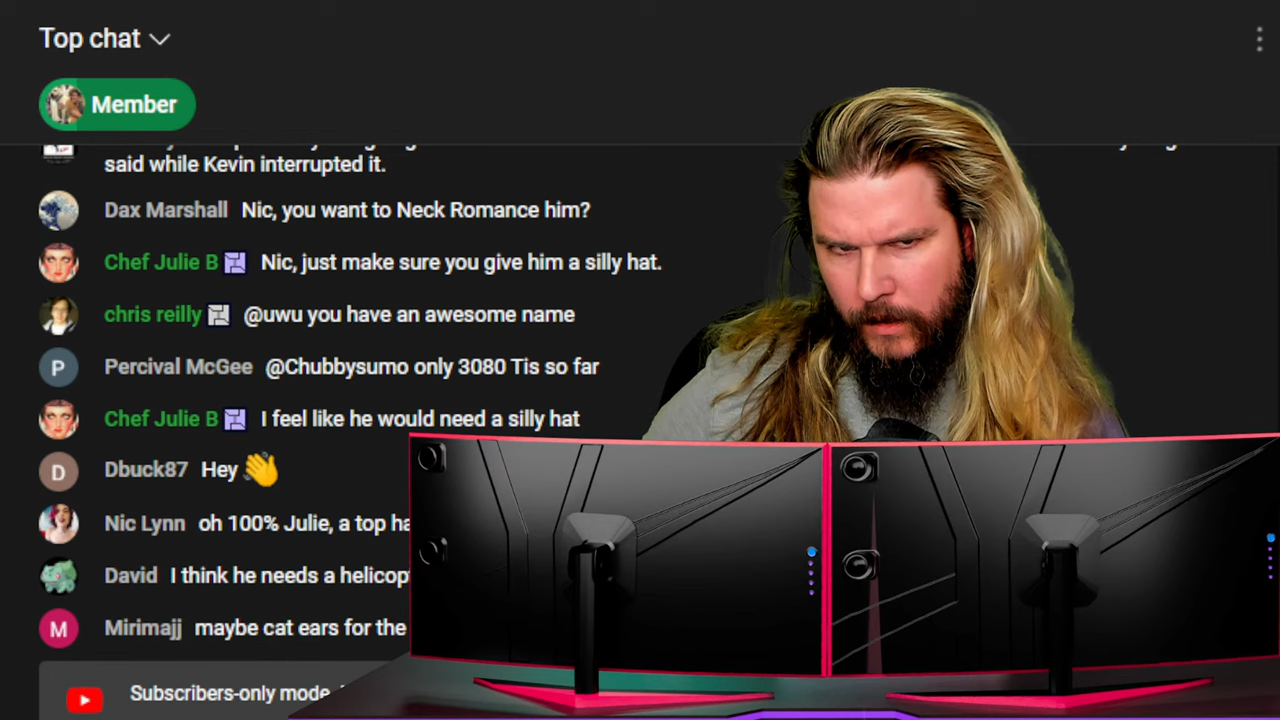 Top chat
Member
said while Kevin interrupted it.
Dax Marshall Nic, you want to Neck Romance him?
Chef Julie B Nic, just make sure you give him a silly hat.
chris reilly @uwu you have an awesome name
Percival McGee @Chubbysumo only 3080 Tis so far
P
Chef Julie B I feel like he would need a silly hat
Dbuck87 Hey 👋
D
Nic Lynn oh 100% Julie, a top ha
David I think he needs a helicop
Mirimajj maybe cat ears for the
M
Subscribers-only mode.